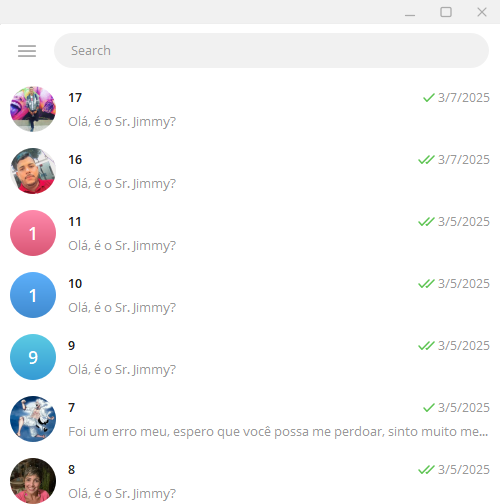 Search
17 3/7/2025
Olá, é o Sr. Jimmy?
16 3/7/2025
Olá, é o Sr. Jimmy?
1 11 3/5/2025
Olá, é o Sr. Jimmy?
1 10 3/5/2025
Olá, é o Sr. Jimmy?
9 9 3/5/2025
Olá, é o Sr. Jimmy?
7 3/5/2025
Foi um erro meu, espero que você possa me perdoar, sinto muito me...
8 3/5/2025
Olá, é o Sr. Jimmy?